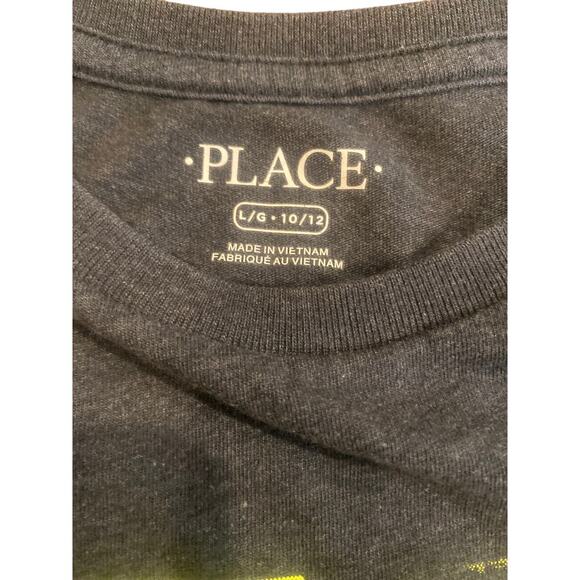 ·PLACE·
L/G • 10/12
MADE IN VIETNAM
FABRIQUÉ AU VIETNAM